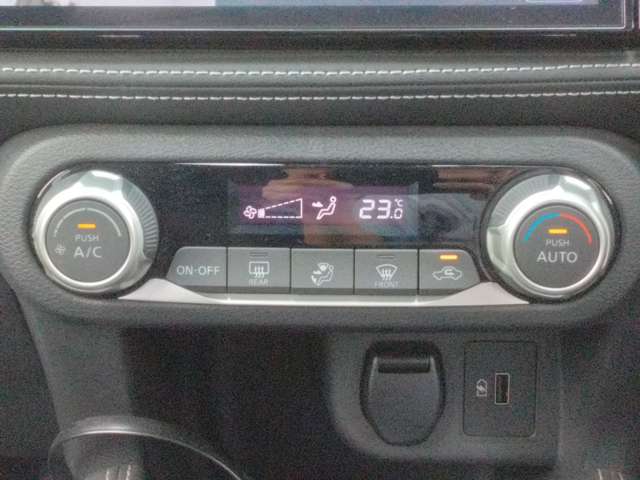 23.0 °C
PUSH
A/C
ON·OFF
REAR
FRONT
PUSH
AUTO